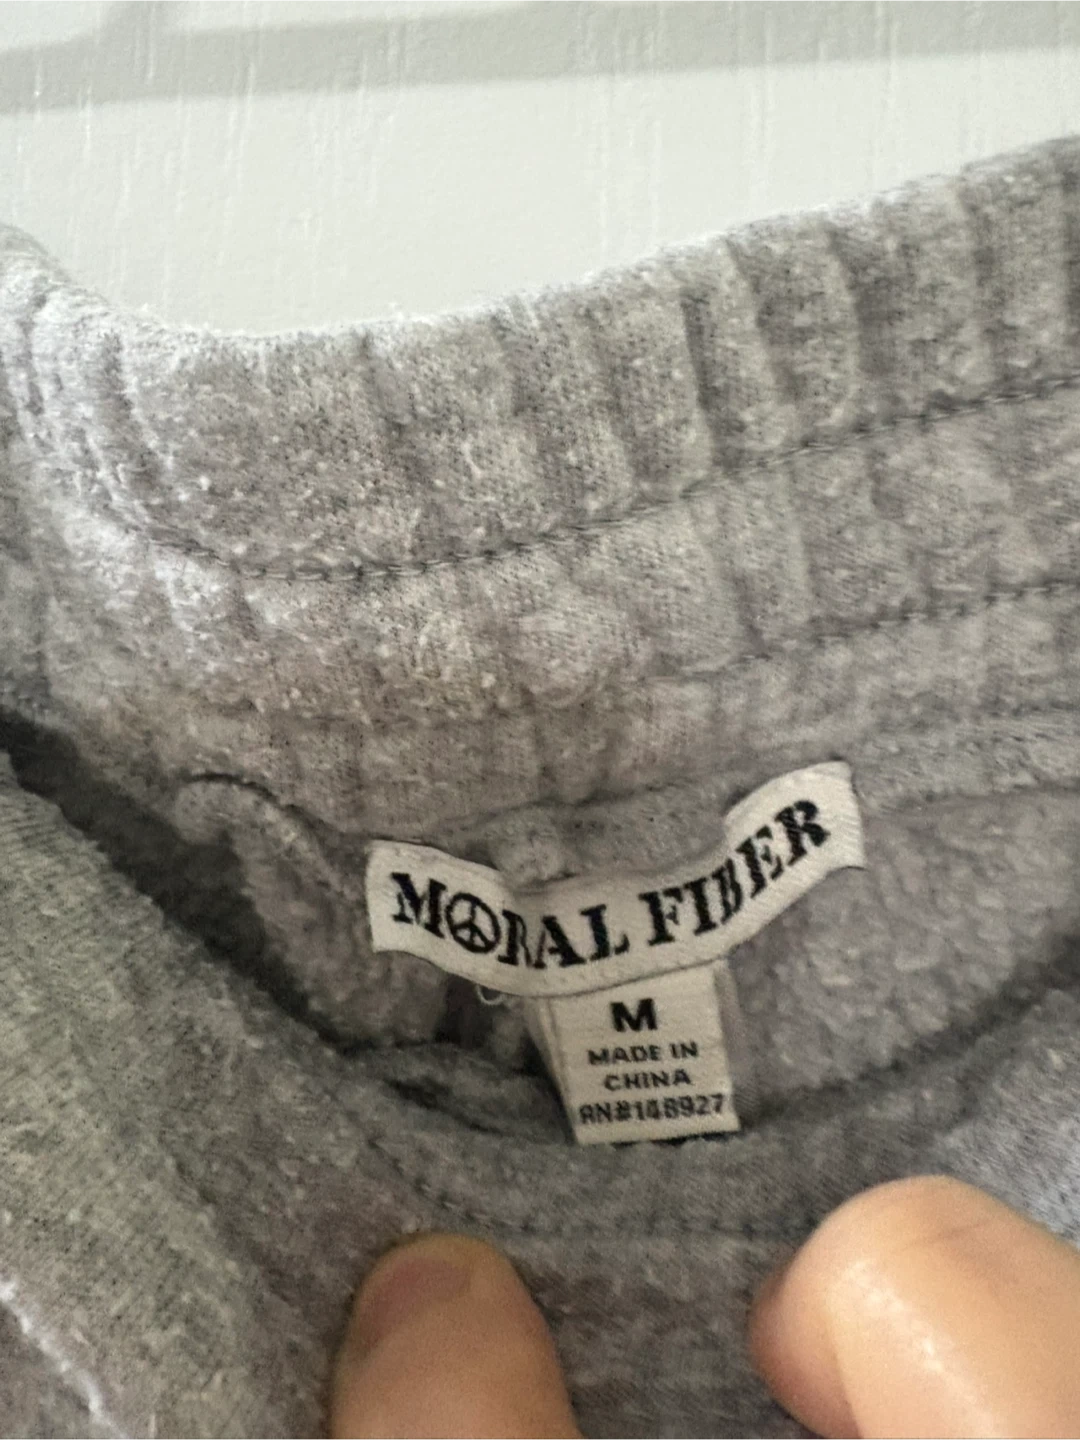 MORAL FIBER
M
MADE IN
CHINA
RN#148927